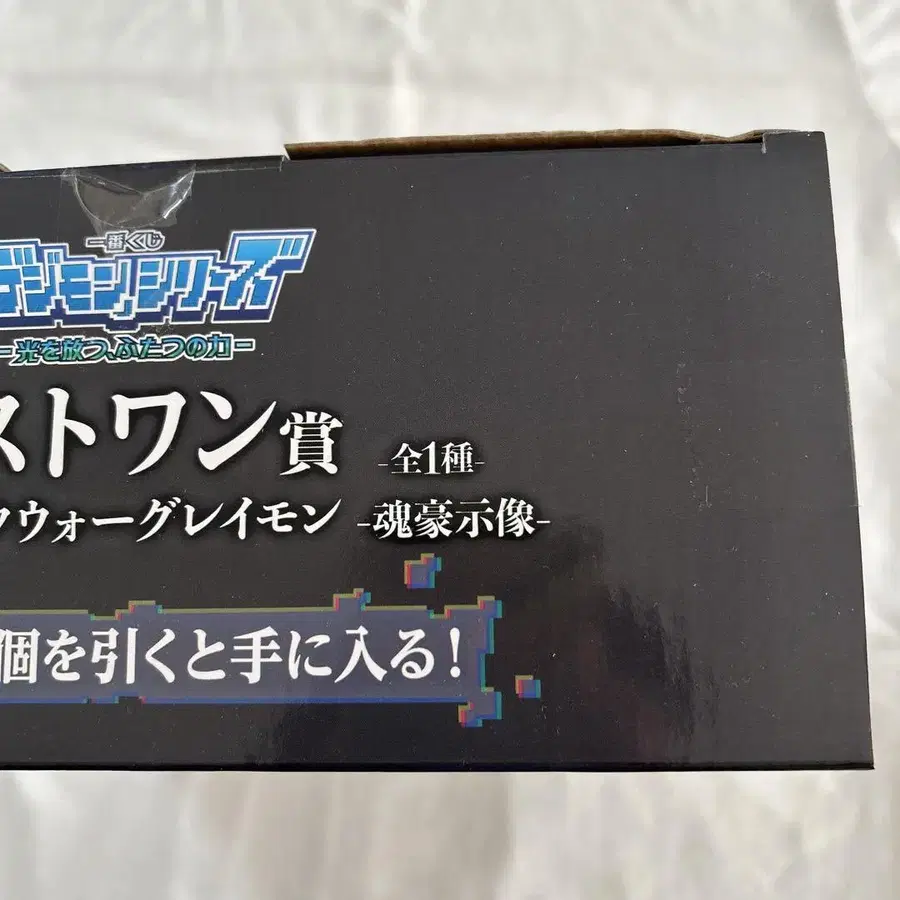 一番くじ
デジモンシリーズ
－光を放つ、ふたつの力－
ストワン賞 -全1種-
クウォーグレイモン -魂豪示像-
個を引くと手に入る!